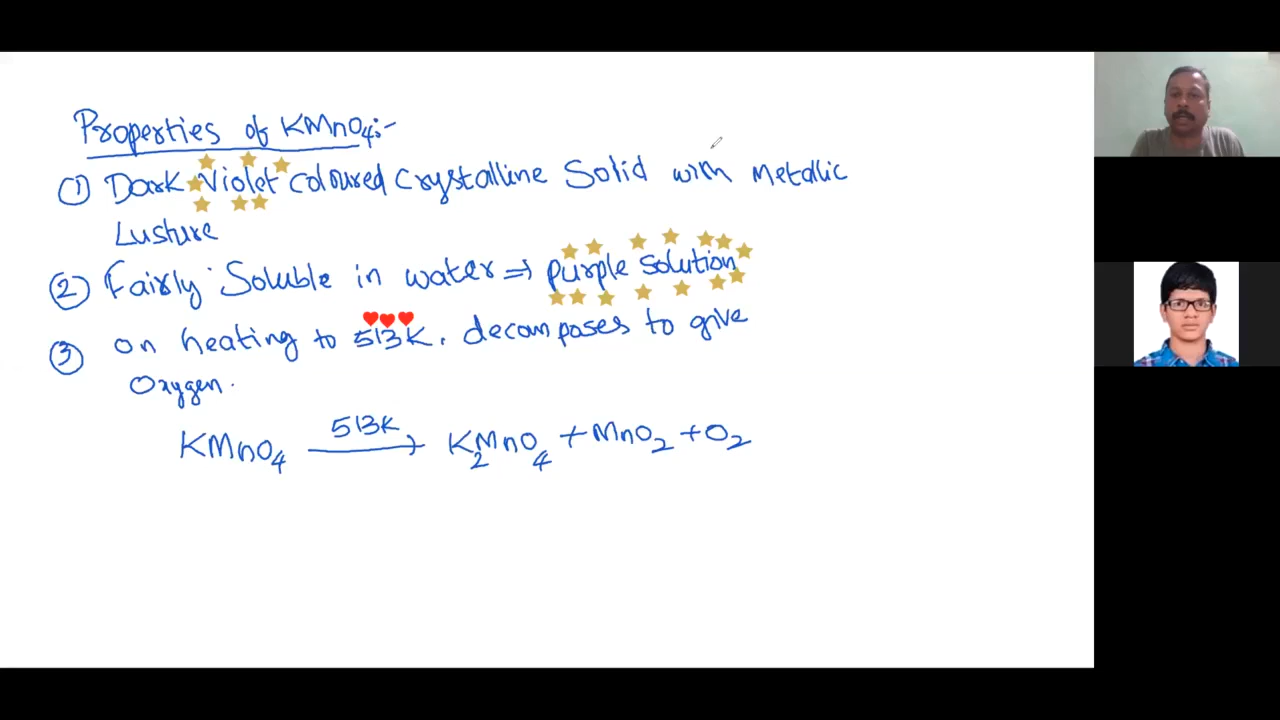 Properties of KMnO₄:-
① Dark Violet coloured crystalline Solid with Metallic
Lusture
② Fairly Soluble in water ⇒ purple solution
③ on heating to 513K, decomposes to give
Oxygen.
513K
KMnO₄ → K₂MnO₄ + MnO₂ + O₂